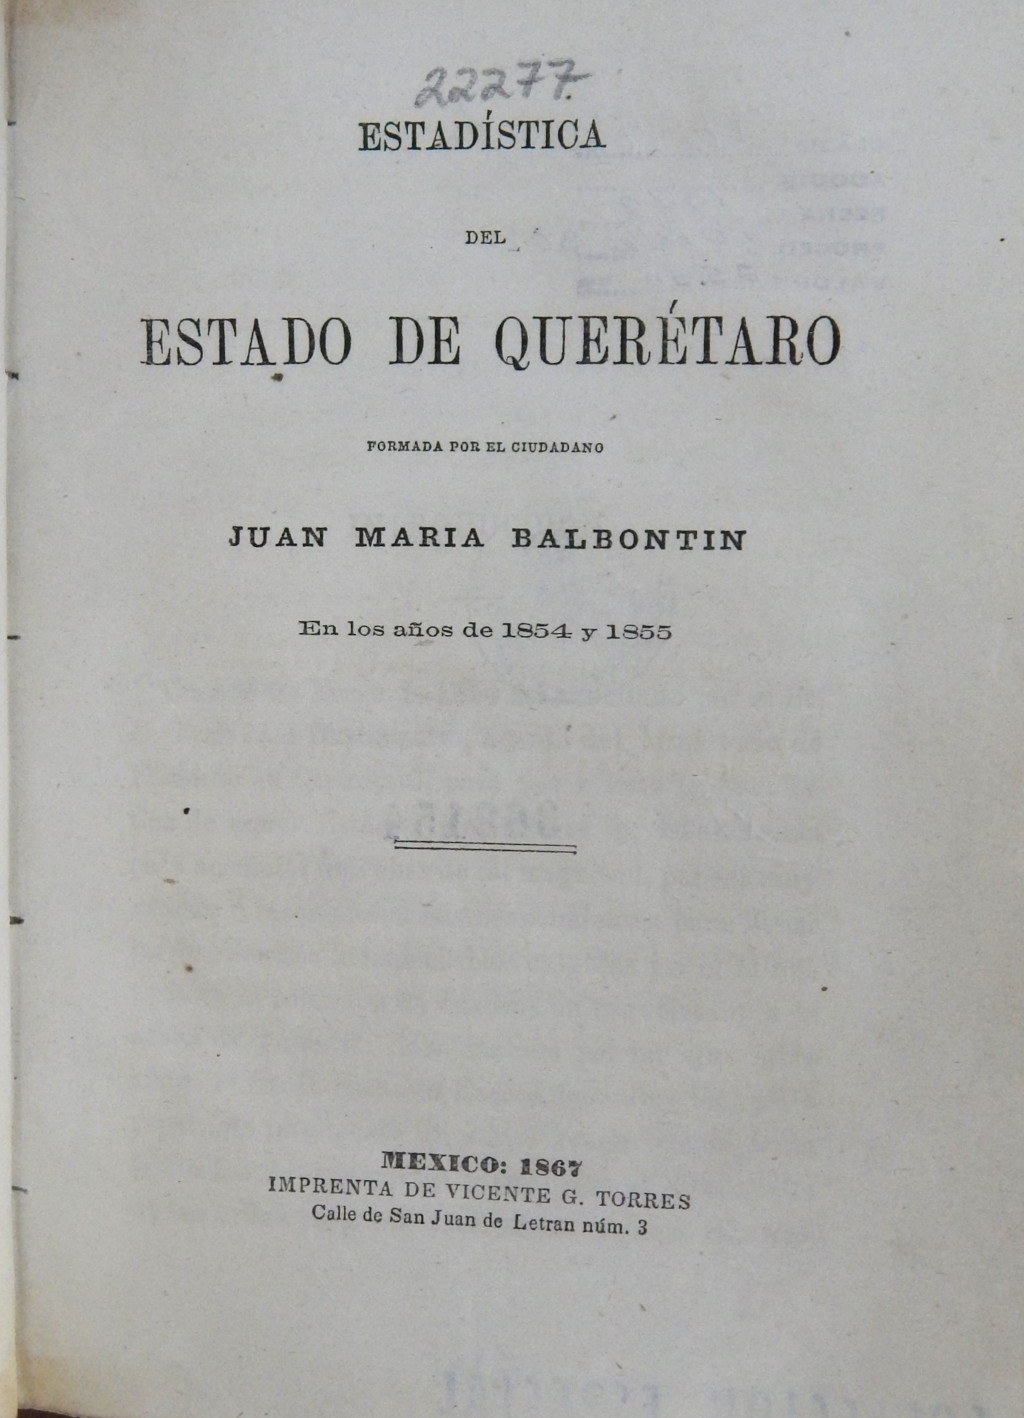 22277.
ESTADÍSTICA
DEL
ESTADO DE QUERÉTARO
FORMADA POR EL CIUDADANO
JUAN MARIA BALBONTIN
En los años de 1854 y 1855
MEXICO: 1867
IMPRENTA DE VICENTE G. TORRES
Calle de San Juan de Letran núm. 3